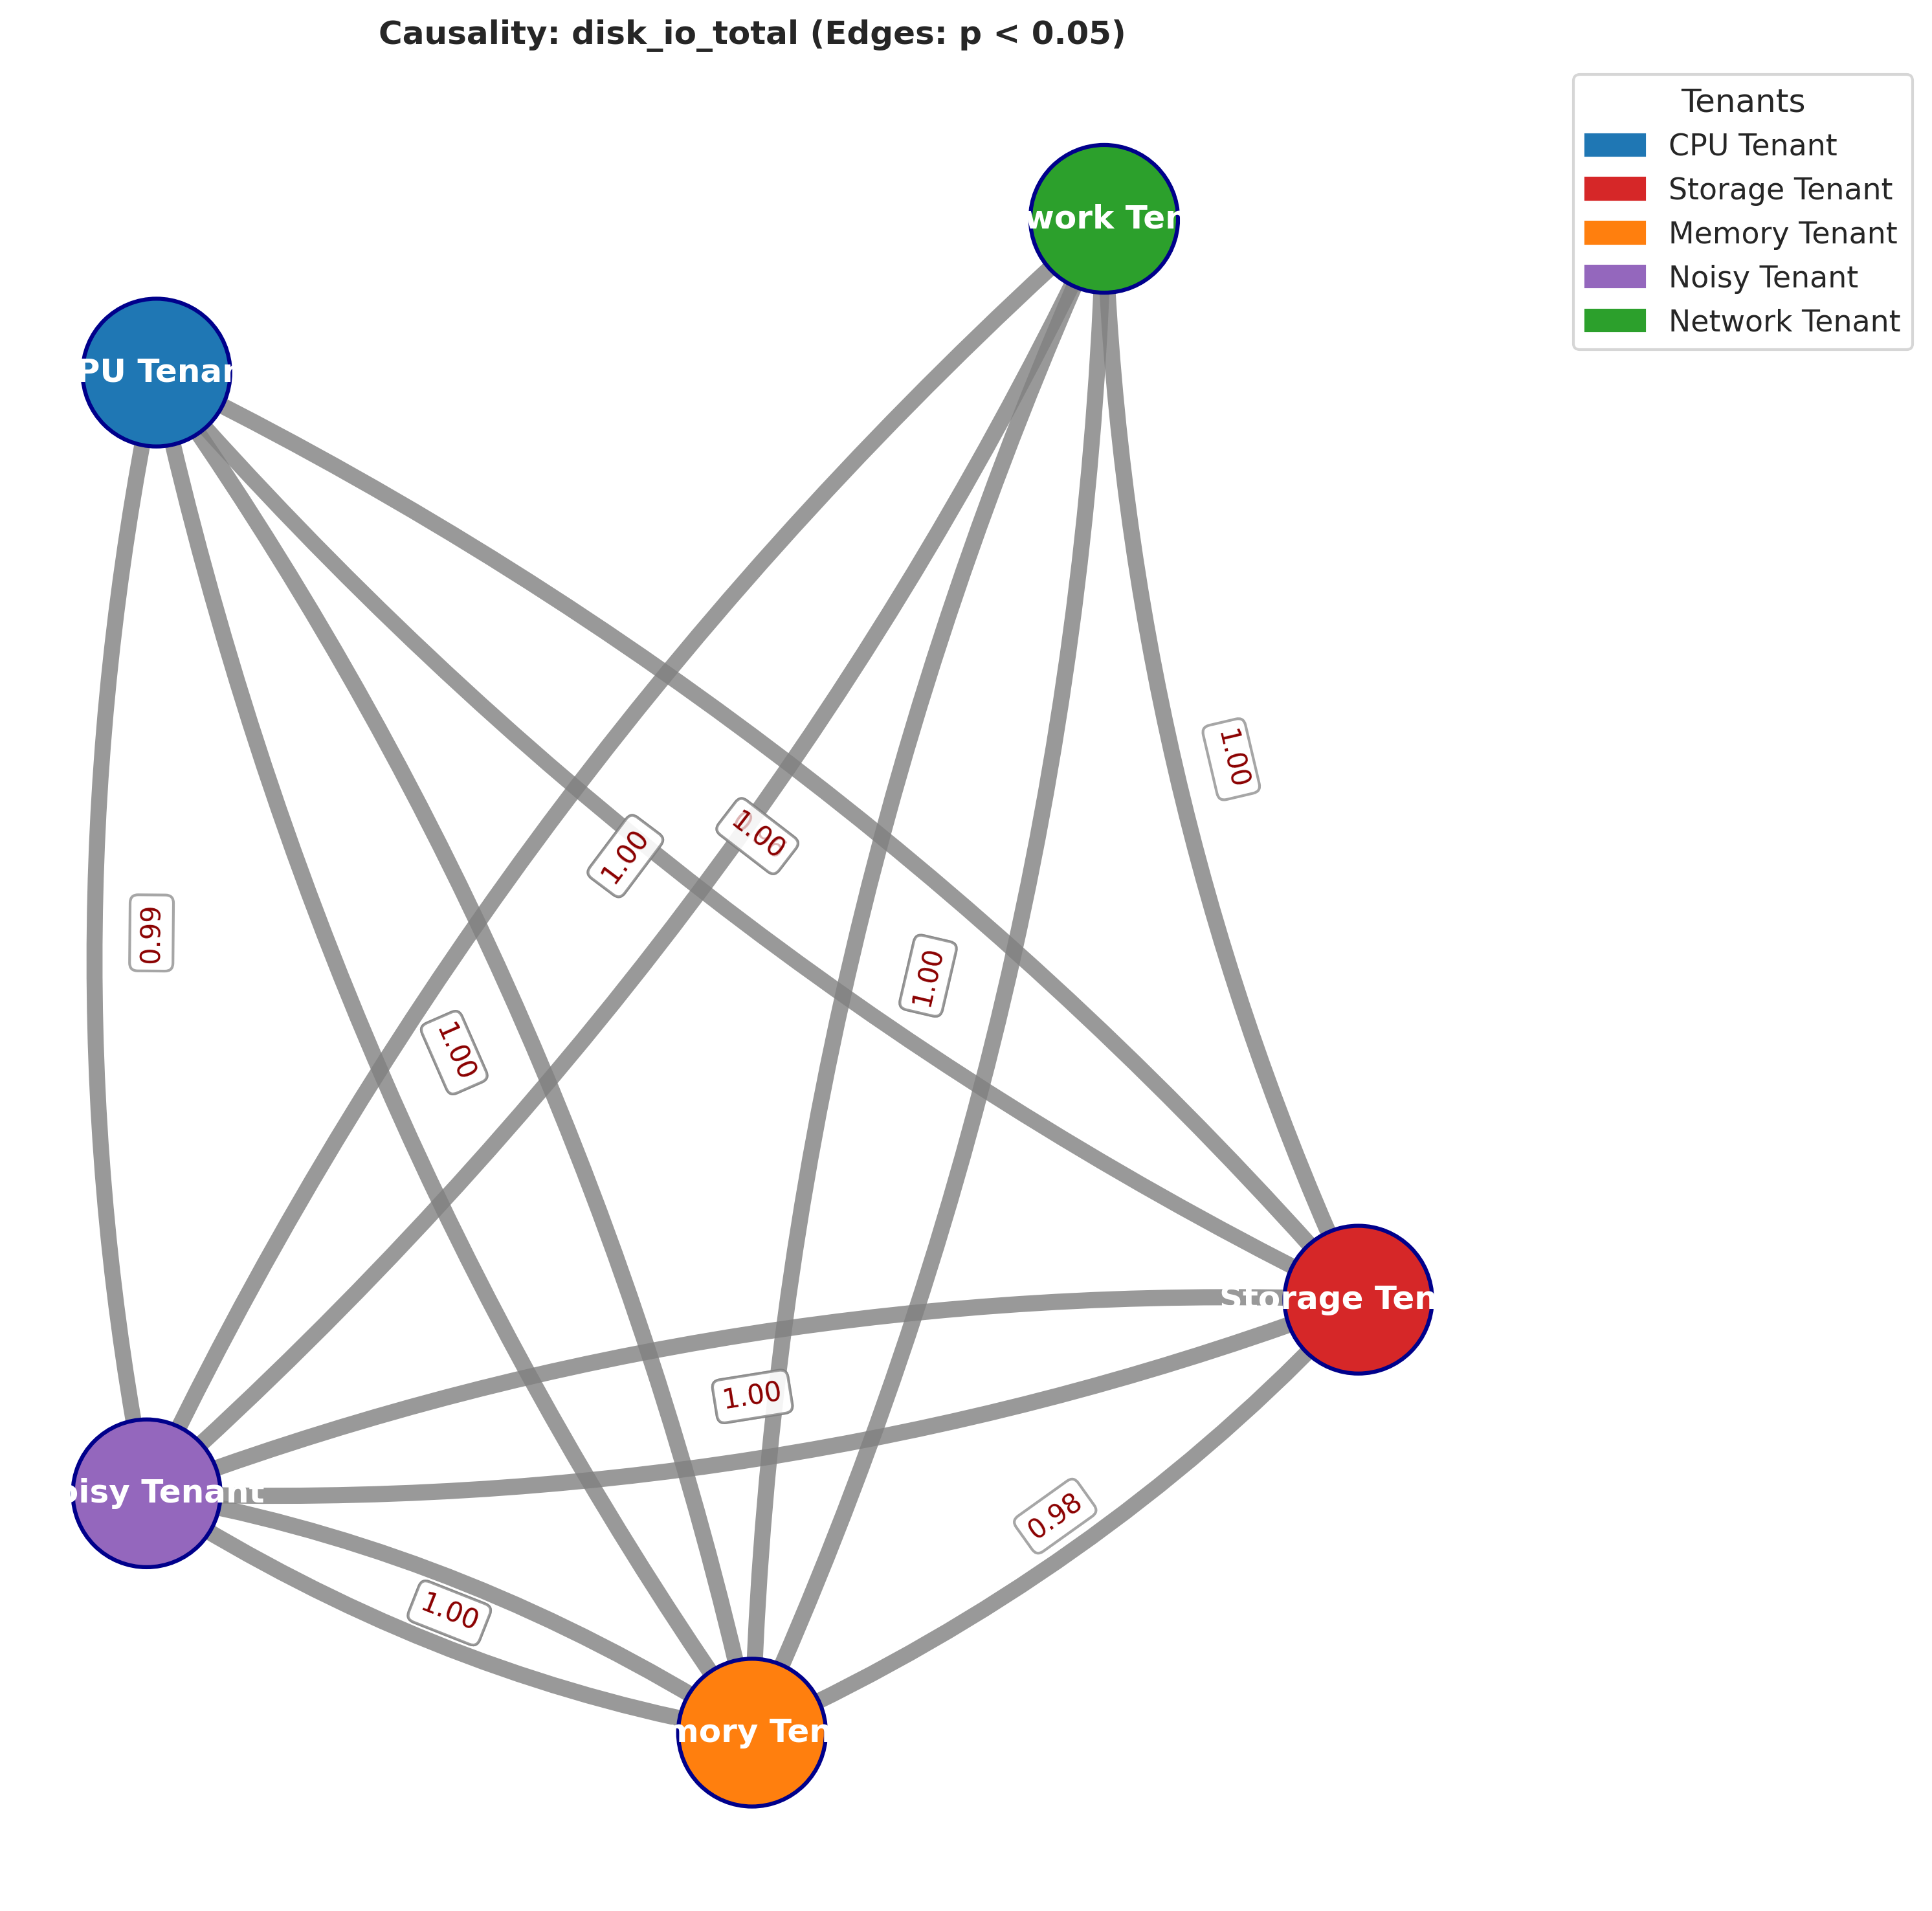 Causality: disk_io_total (Edges: p < 0.05)
Tenants
CPU Tenant
Storage Tenant
Memory Tenant
Noisy Tenant
Network Tenant
work Ten
PU Tenan
1.00
1.00
1.00
0.99
1.00
1.00
Storage Ten
1.00
oisy Tenant
0.98
1.00
mory Ten